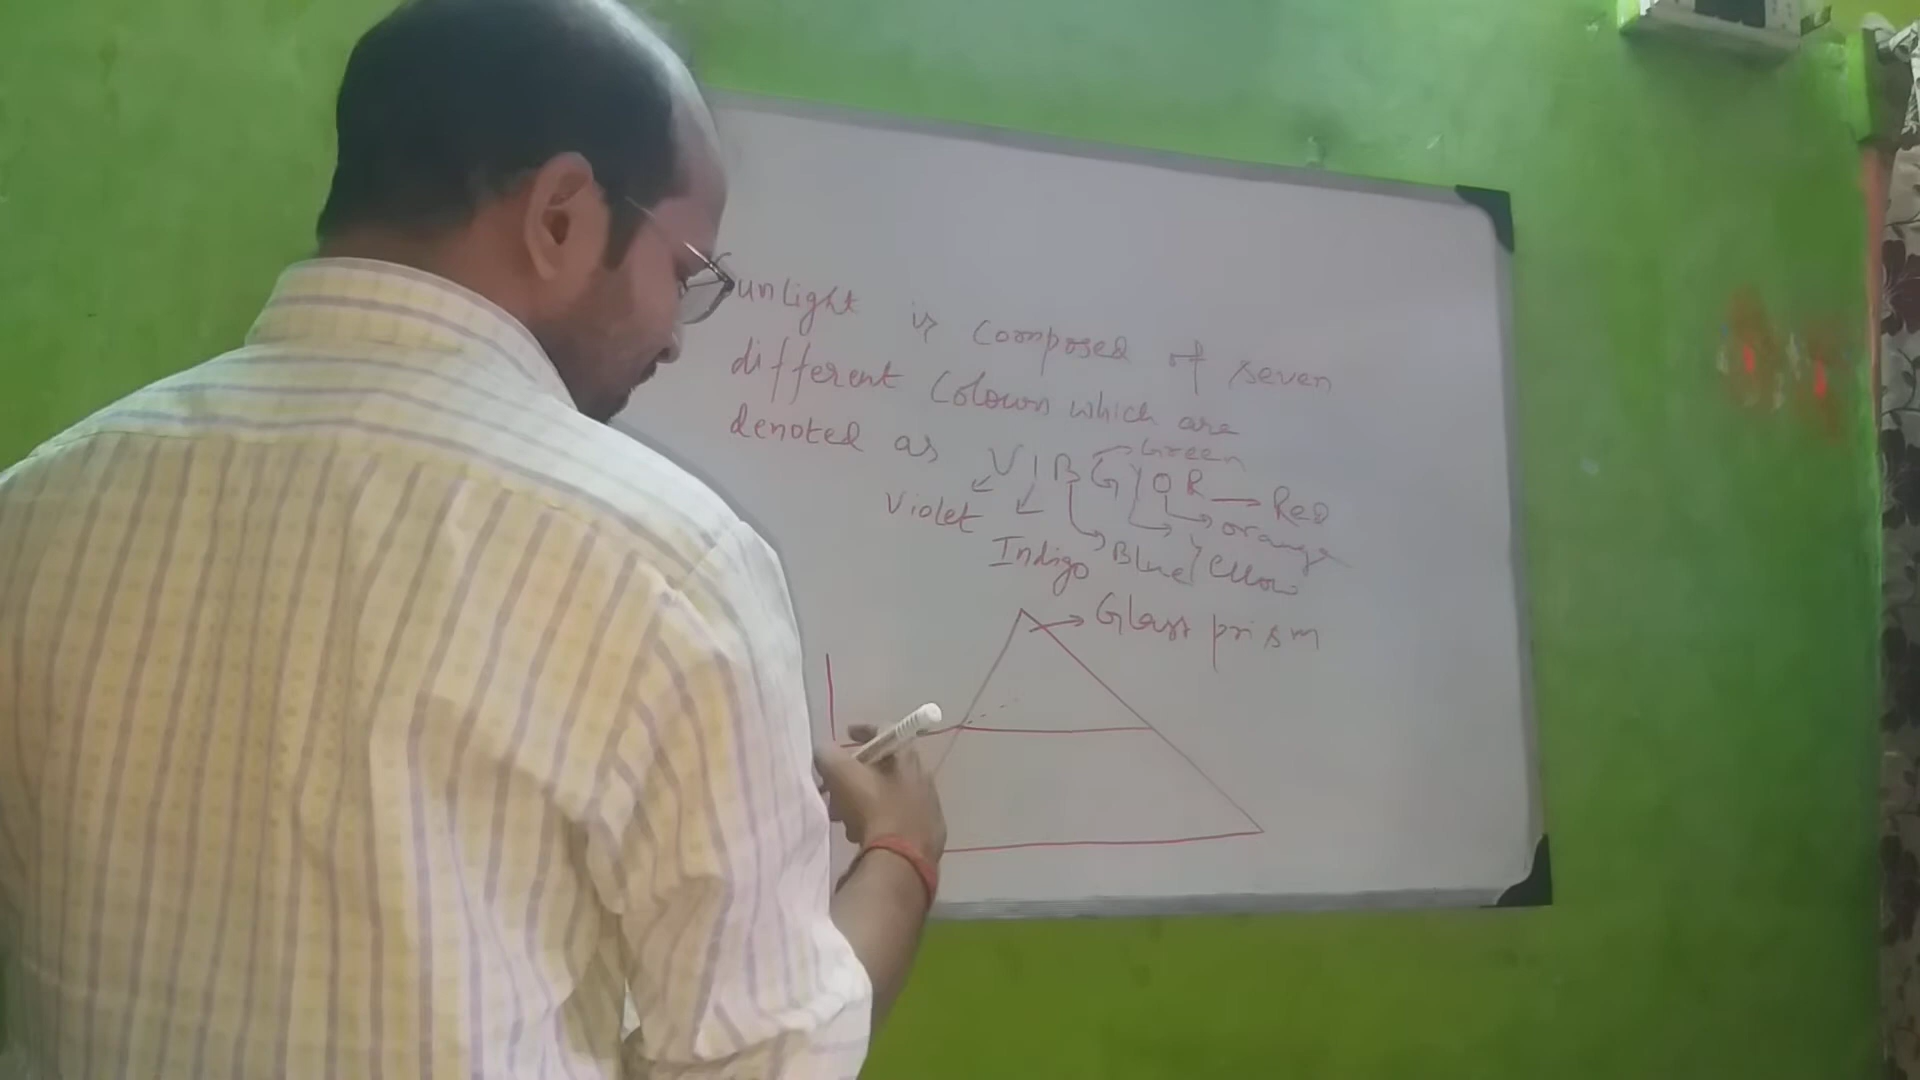 Sunlight is composed of seven
different Colours which are
denoted as V I B G Y O R
Green
Red
orange
Violet
Indigo
Blue
Yellow
Glass prism